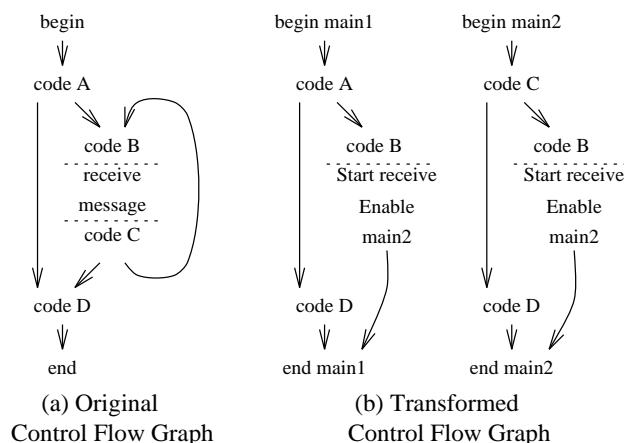 begin
code A
code B
receive
message
code C
code D
end
(a) Original
Control Flow Graph
begin main1
code A
code B
Start receive
Enable
main2
code D
end main1
begin main2
code C
code B
Start receive
Enable
main2
code D
end main2
(b) Transformed
Control Flow Graph